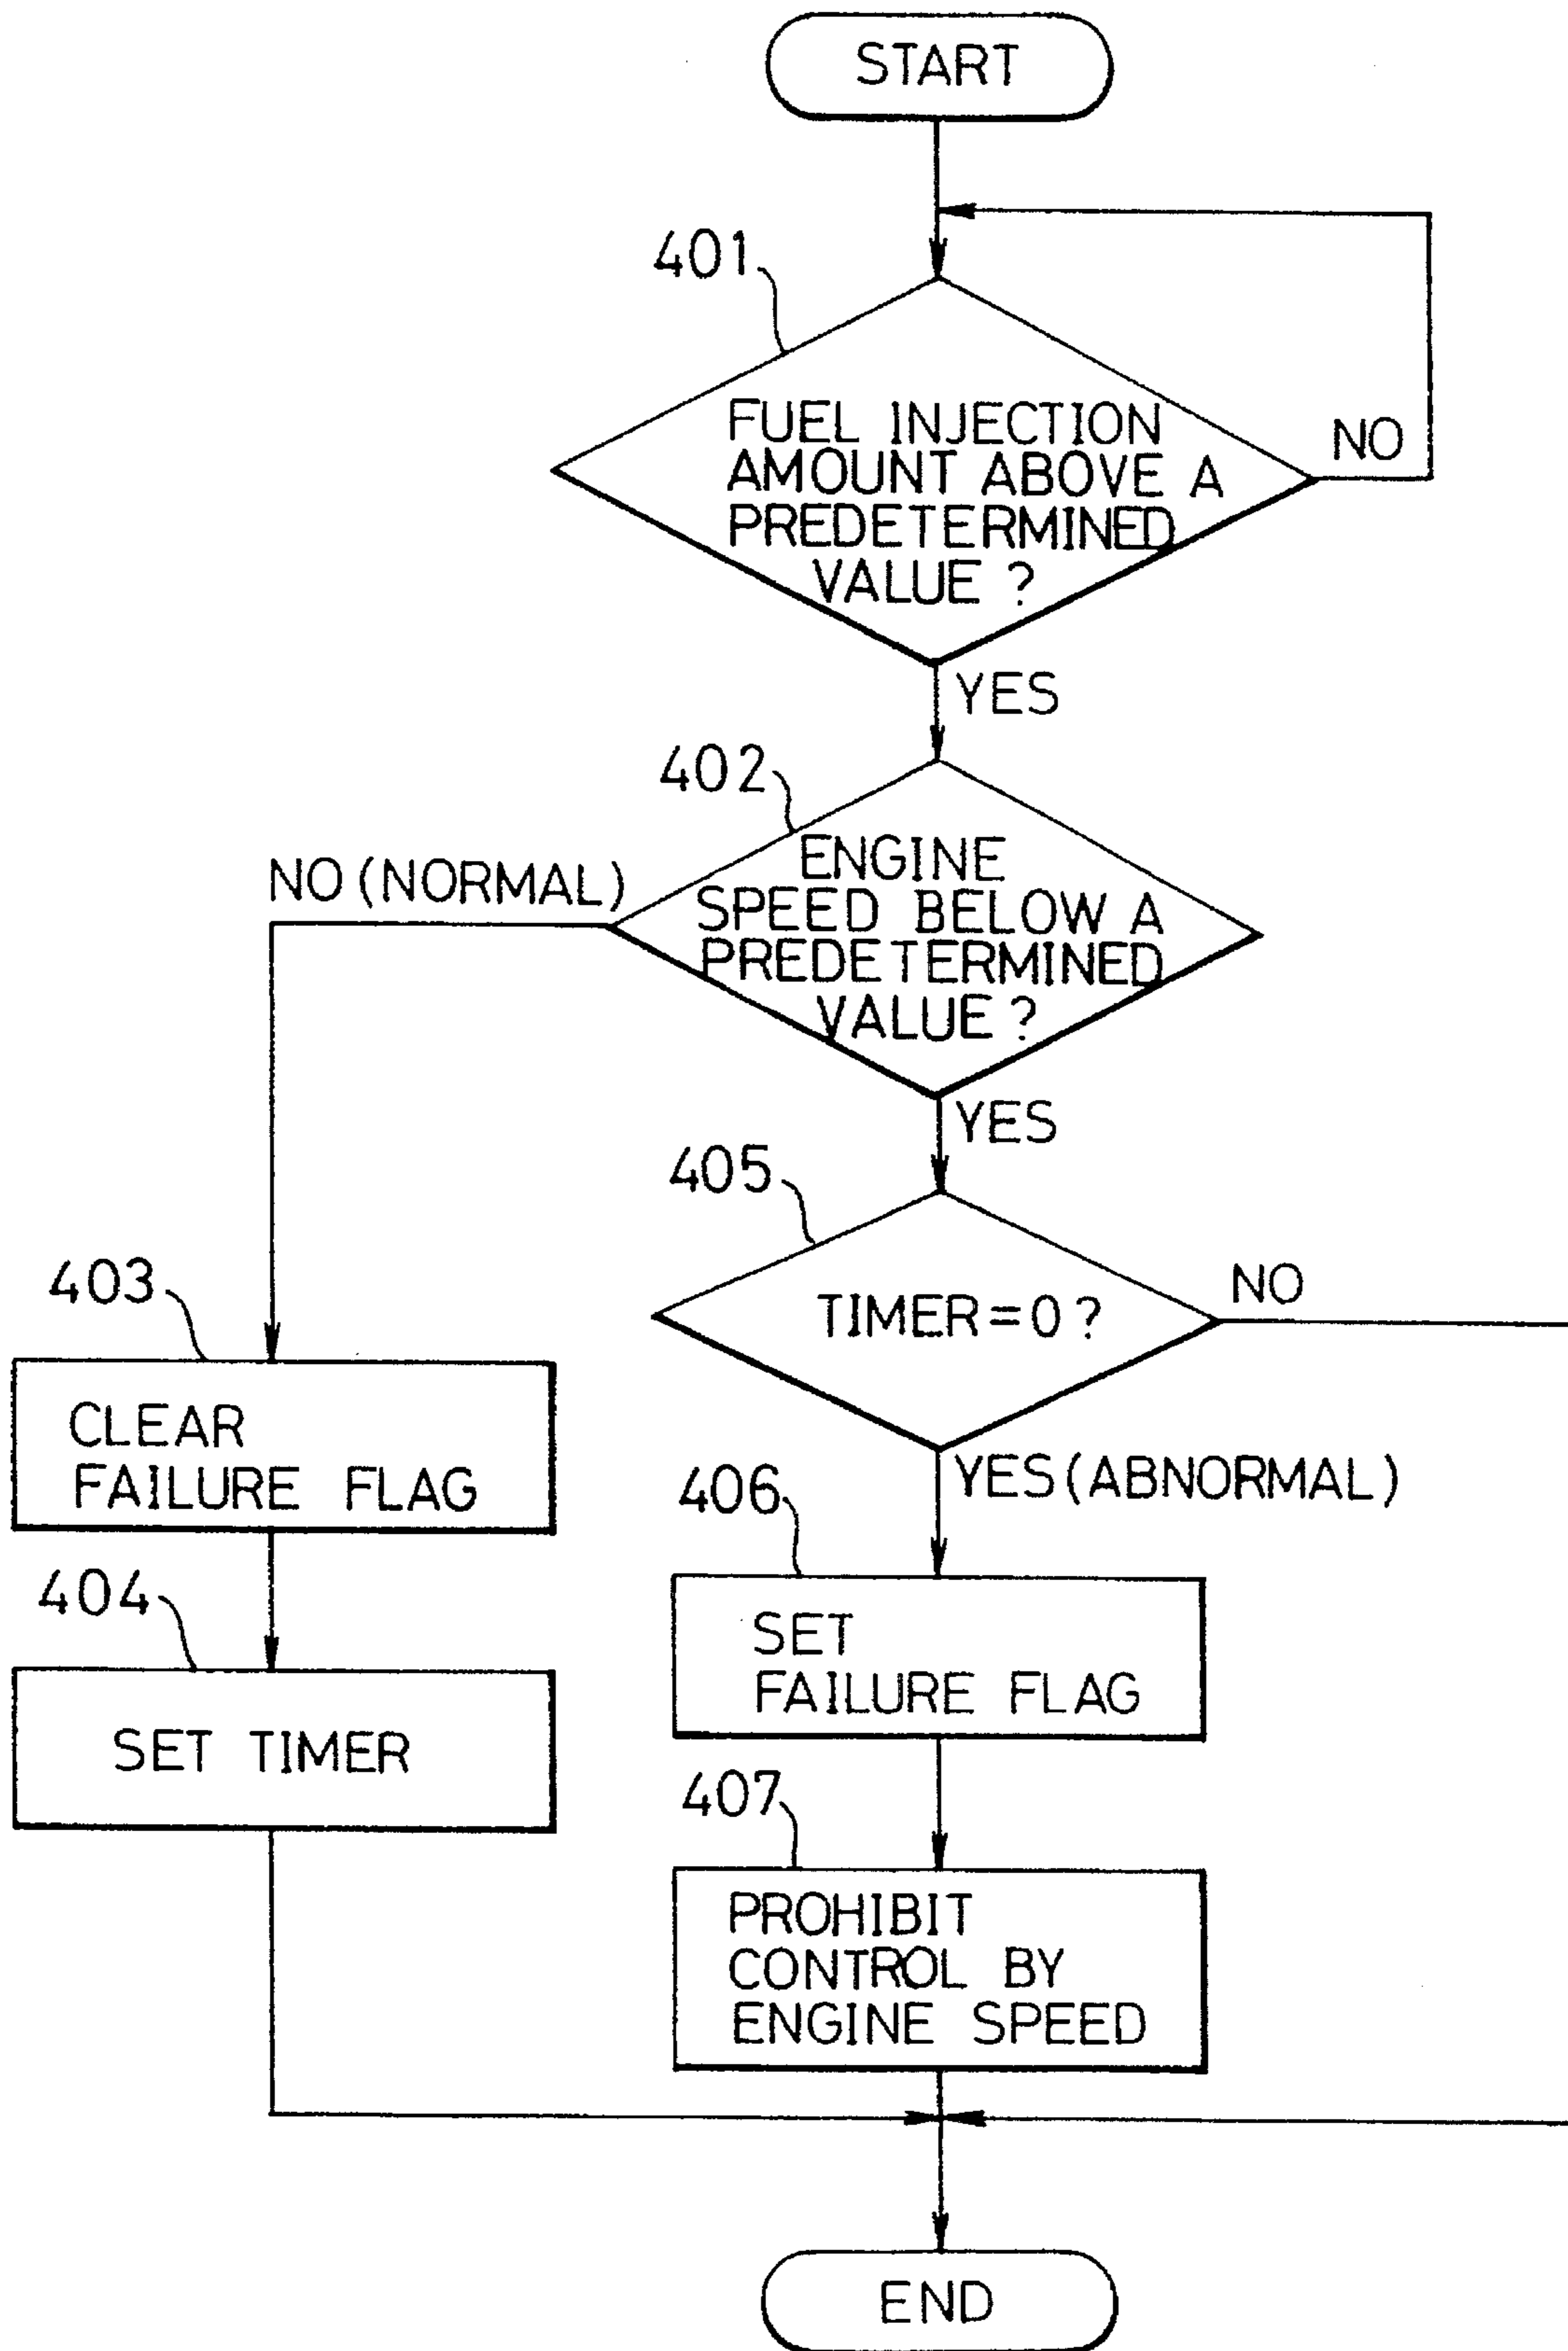 START
401
FUEL INJECTION
AMOUNT ABOVE A
PREDETERMINED
VALUE ?
NO
YES
402
ENGINE
SPEED BELOW A
PREDETERMINED
VALUE ?
NO (NORMAL)
YES
405
TIMER = 0 ?
NO
403
CLEAR
FAILURE FLAG
YES (ABNORMAL)
406
404
SET
FAILURE FLAG
SET TIMER
407
PROHIBIT
CONTROL BY
ENGINE SPEED
END